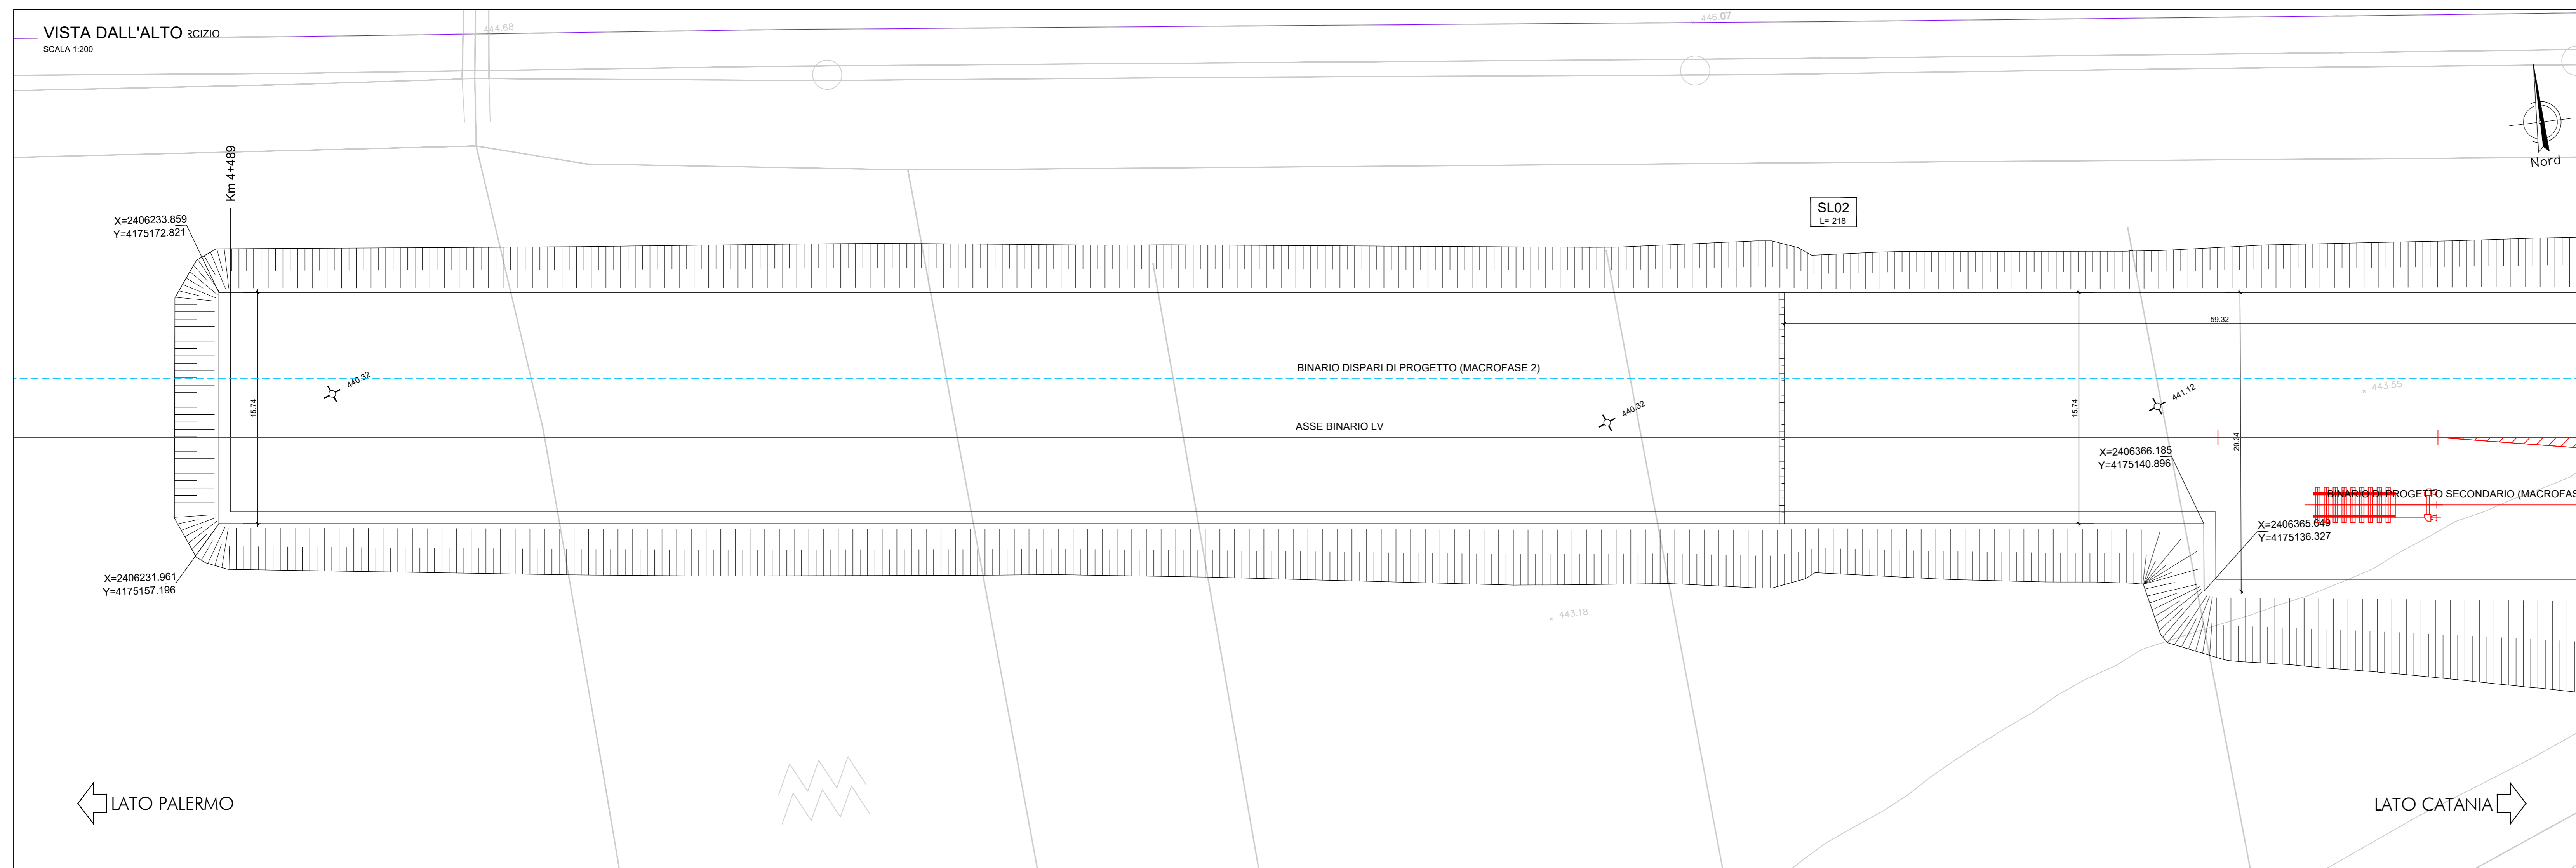 VISTA DALL'ALTO
RCIZIO
SCALA 1:200
444.68
446.07
Nord
Km 4+489
SL02
L= 218
X=2406233.859
Y=4175172.821
59.32
BINARIO DISPARI DI PROGETTO (MACROFASE 2)
440.32
15.74
440.32
15.74
441.12
443.55
ASSE BINARIO LV
20.34
X=2406366.185
Y=4175140.896
BINARIO DI PROGETTO SECONDARIO (MACROFAS
X=2406365.649
Y=4175136.327
X=2406231.961
Y=4175157.196
443.18
LATO PALERMO
LATO CATANIA